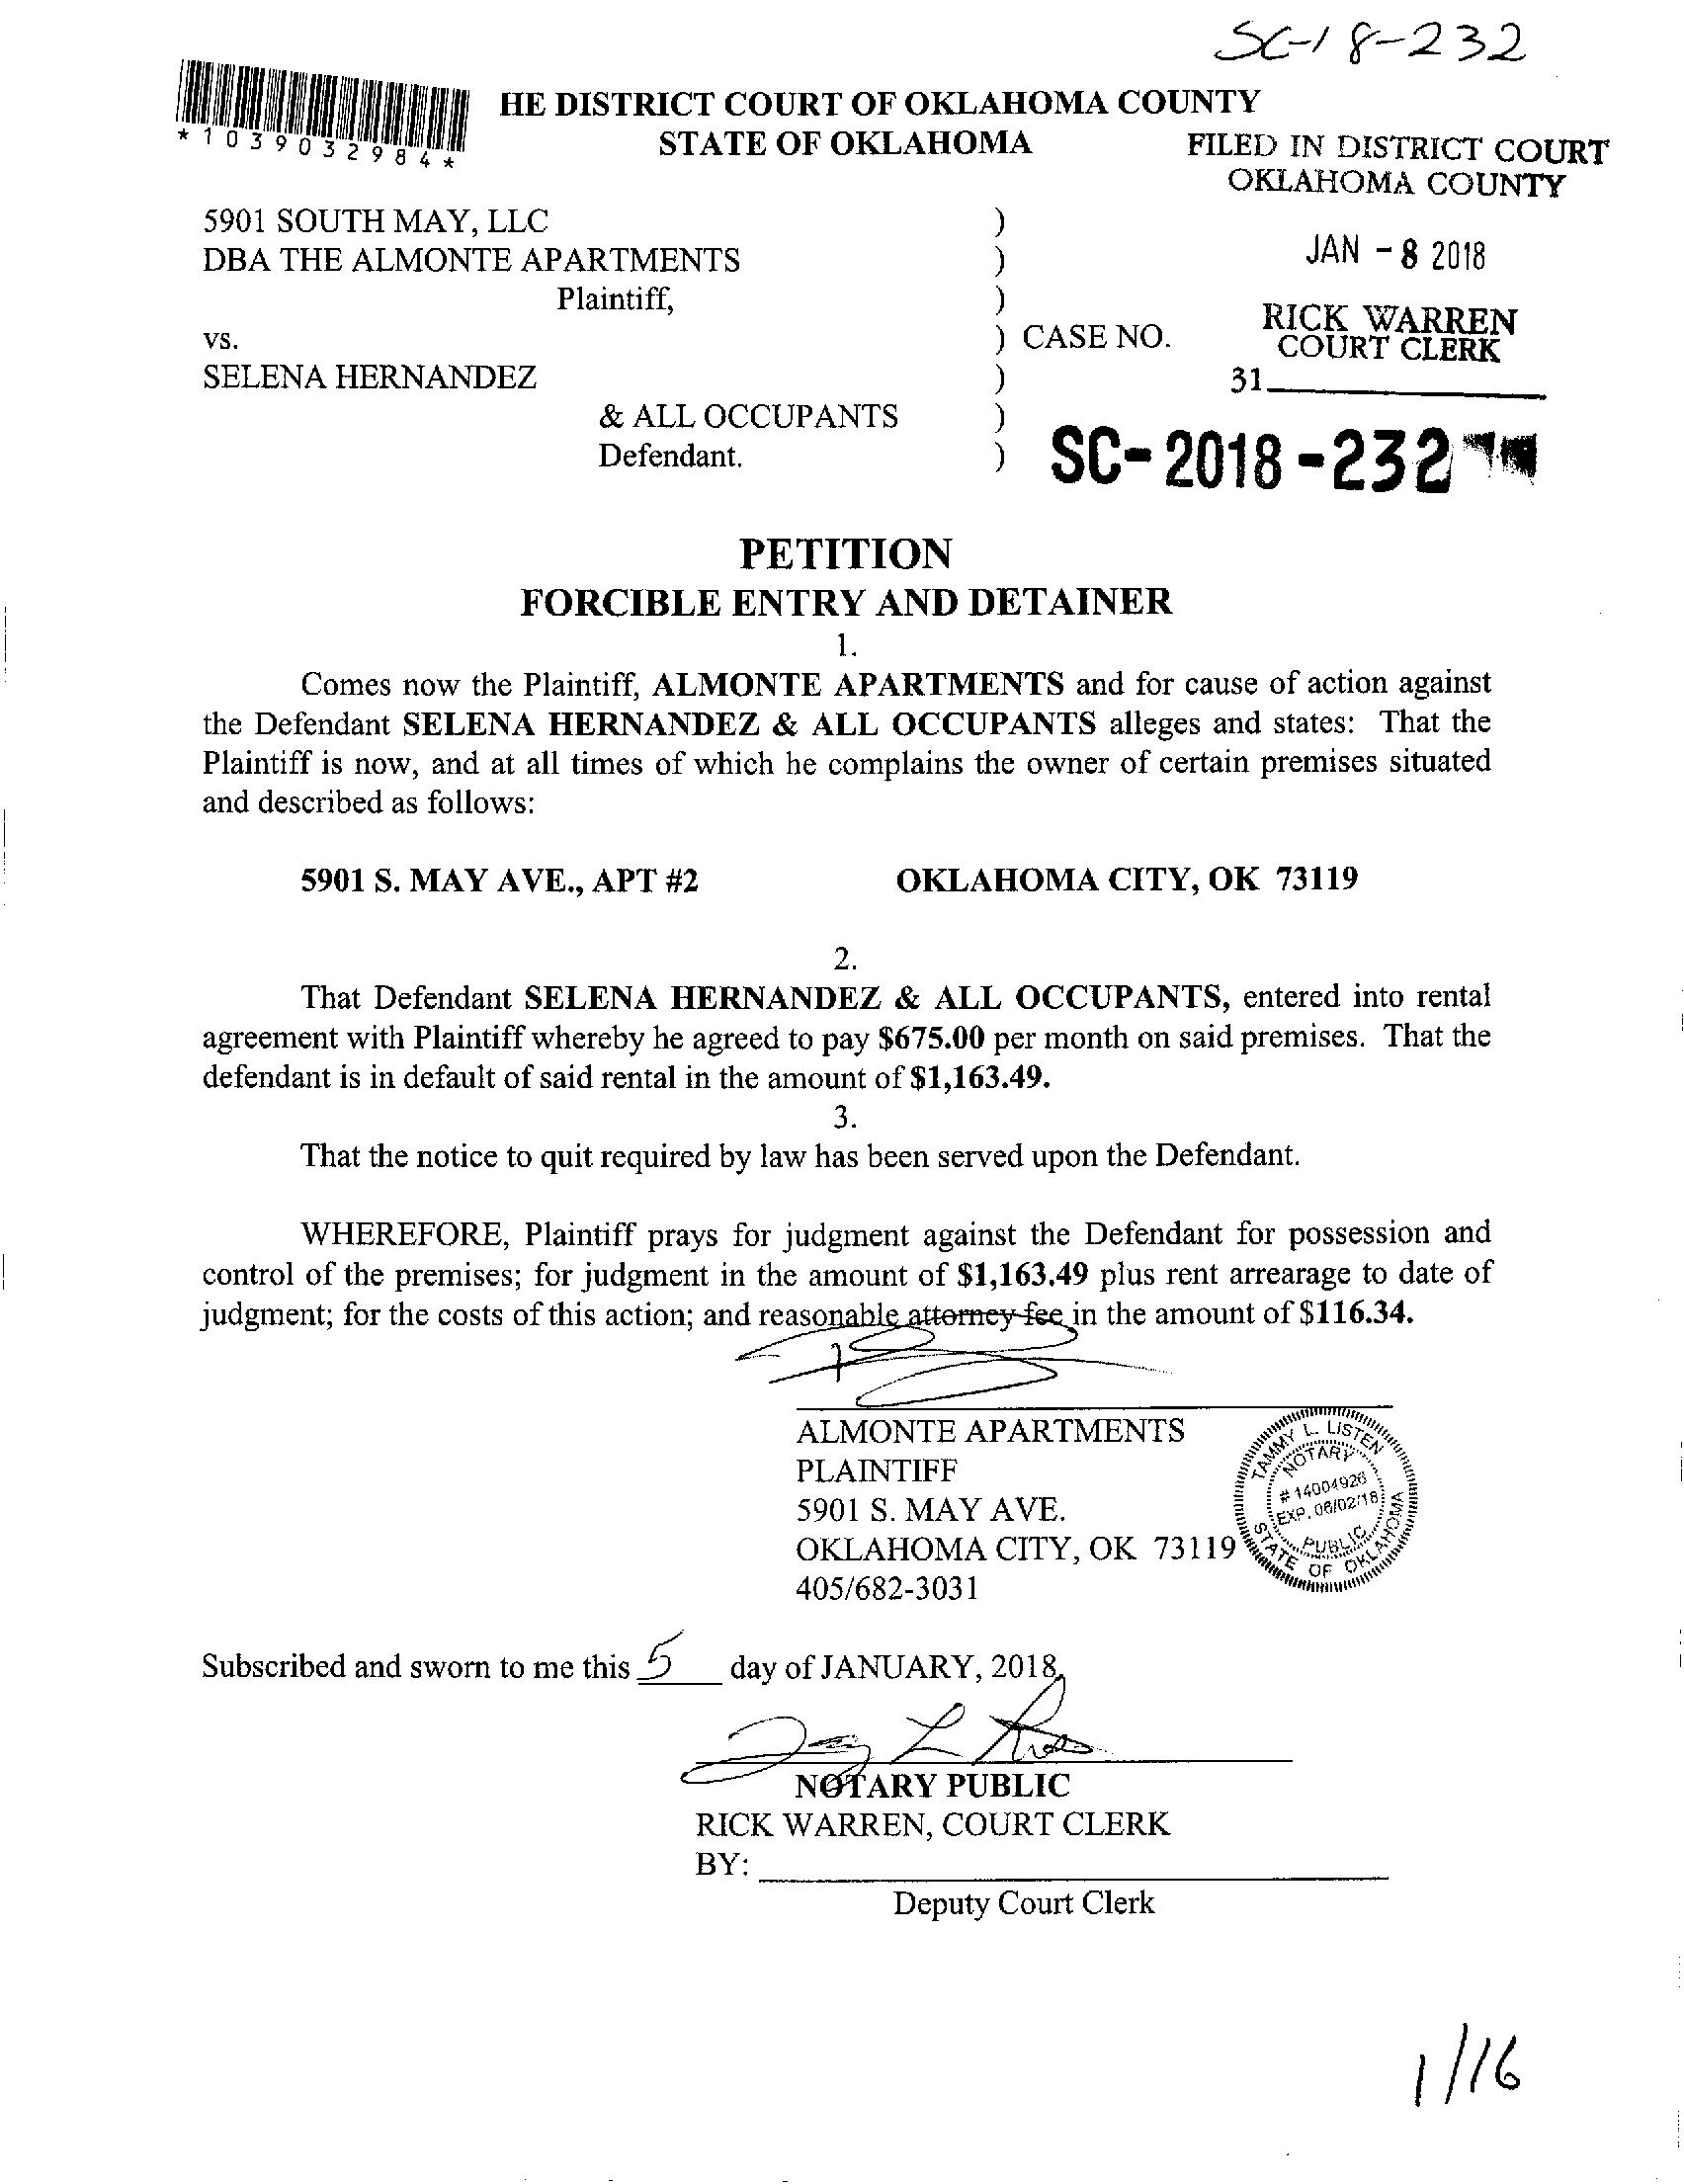 SC-18-232
*1039032984*
HE DISTRICT COURT OF OKLAHOMA COUNTY
STATE OF OKLAHOMA
FILED IN DISTRICT COURT
OKLAHOMA COUNTY
JAN - 8 2018
RICK WARREN
COURT CLERK
31
5901 SOUTH MAY, LLC )
DBA THE ALMONTE APARTMENTS )
Plaintiff, )
vs. ) CASE NO.
SELENA HERNANDEZ )
& ALL OCCUPANTS )
Defendant. )
SC-2018-232
PETITION
FORCIBLE ENTRY AND DETAINER
1.
Comes now the Plaintiff, ALMONTE APARTMENTS and for cause of action against
the Defendant SELENA HERNANDEZ & ALL OCCUPANTS alleges and states: That the
Plaintiff is now, and at all times of which he complains the owner of certain premises situated
and described as follows:
5901 S. MAY AVE., APT #2 OKLAHOMA CITY, OK 73119
2.
That Defendant SELENA HERNANDEZ & ALL OCCUPANTS, entered into rental
agreement with Plaintiff whereby he agreed to pay $675.00 per month on said premises. That the
defendant is in default of said rental in the amount of $1,163.49.
3.
That the notice to quit required by law has been served upon the Defendant.
WHEREFORE, Plaintiff prays for judgment against the Defendant for possession and
control of the premises; for judgment in the amount of $1,163.49 plus rent arrearage to date of
judgment; for the costs of this action; and reasonable attorney fee in the amount of $116.34.
ALMONTE APARTMENTS
PLAINTIFF
5901 S. MAY AVE.
OKLAHOMA CITY, OK 73119
405/682-3031
TAMMY L. LISTEN
NOTARY
# 14004926
EXP. 06/02/18
PUBLIC
STATE OF OKLAHOMA
Subscribed and sworn to me this 5 day of JANUARY, 2018,
NOTARY PUBLIC
RICK WARREN, COURT CLERK
BY:
Deputy Court Clerk
1/16